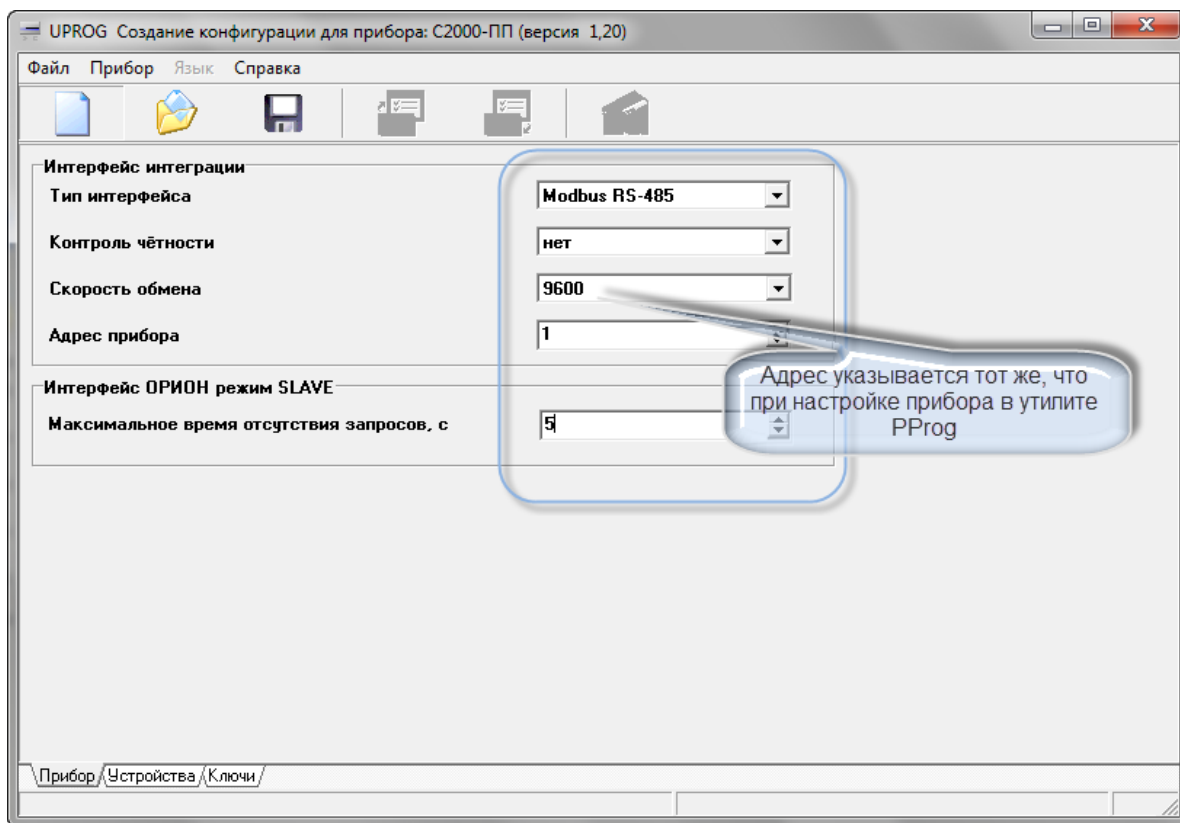 UPROG Создание конфигурации для прибора: С2000-ПП (версия 1,20)
Файл Прибор Язык Справка
Интерфейс интеграции
Тип интерфейса Modbus RS-485
Контроль чётности нет
Скорость обмена 9600
Адрес прибора 1
Интерфейс ОРИОН режим SLAVE
Максимальное время отсутствия запросов, с 5
Адрес указывается тот же, что
при настройке прибора в утилите
PProg
Прибор Устройства Ключи